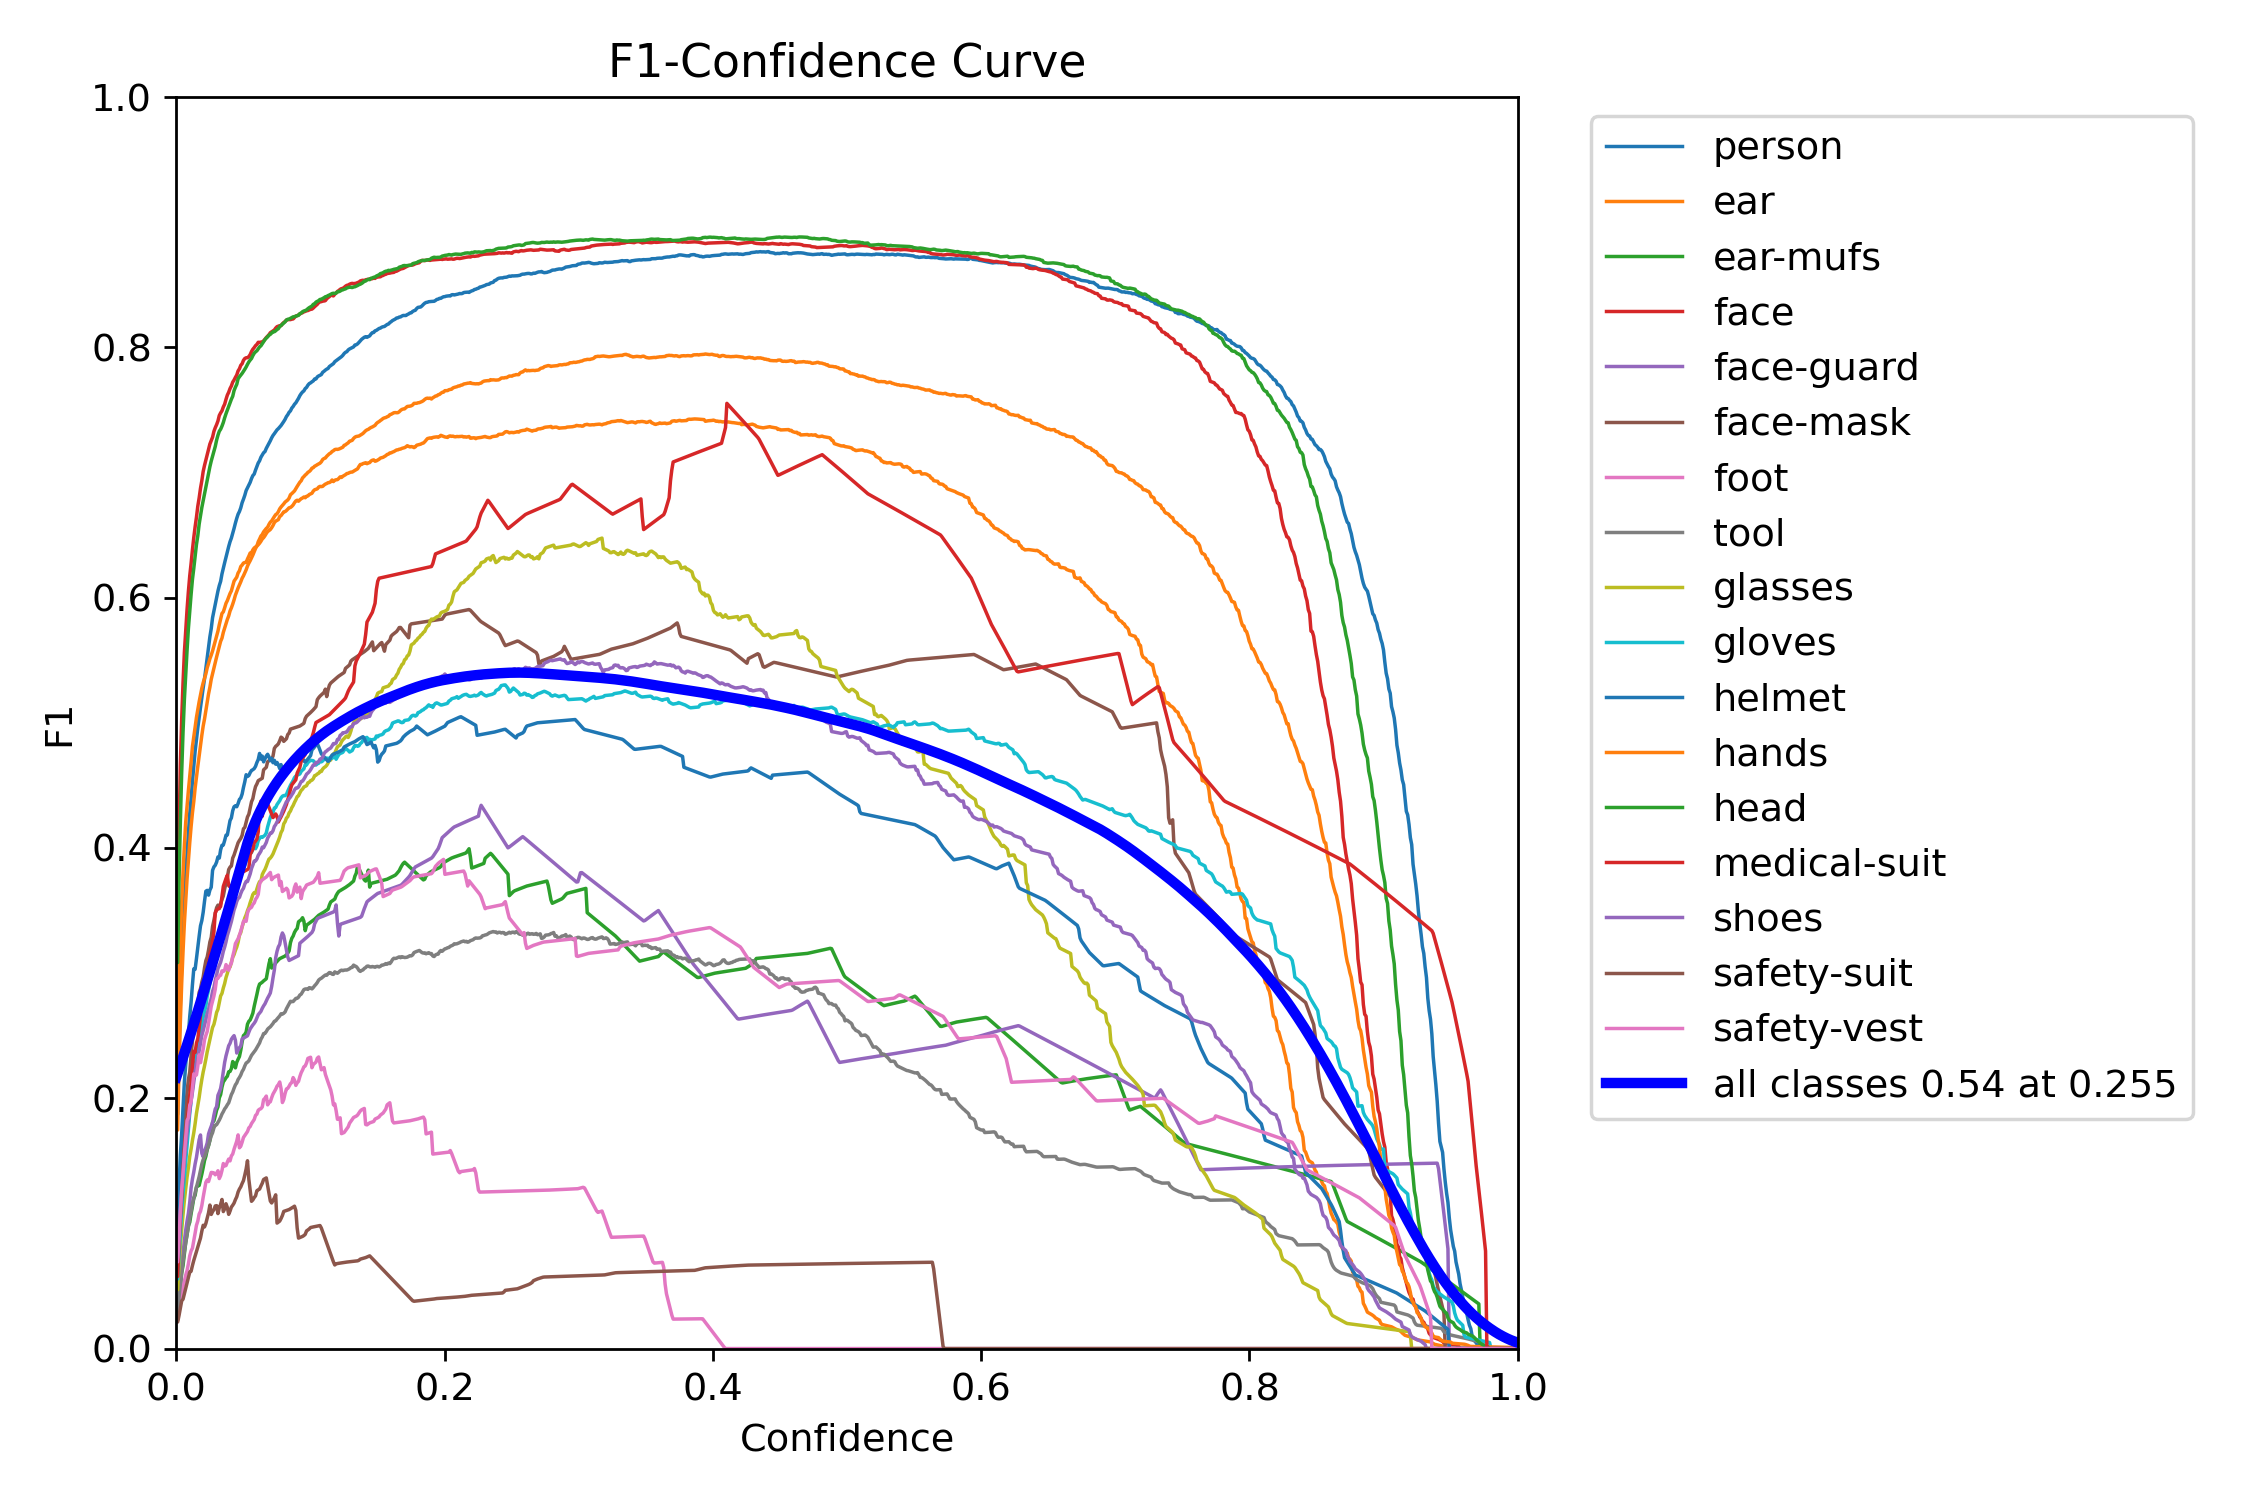 F1-Confidence Curve
1.0
0.8
0.6
0.4
0.2
0.0
F1
0.0 0.2 0.4 0.6 0.8 1.0
Confidence
person
ear
ear-mufs
face
face-guard
face-mask
foot
tool
glasses
gloves
helmet
hands
head
medical-suit
shoes
safety-suit
safety-vest
all classes 0.54 at 0.255